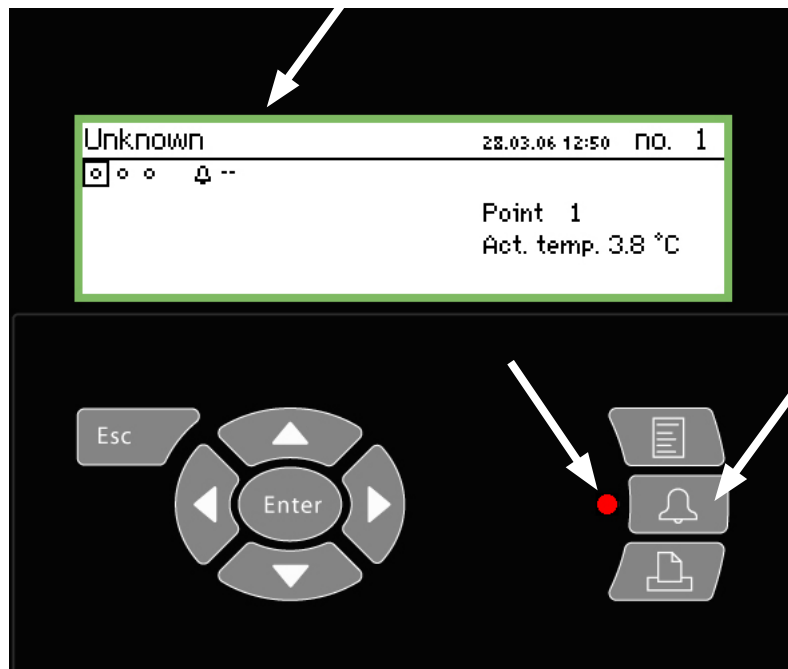 Unknown 28.03.06 12:50 no. 1
--
Point 1
Act. temp. 3.8 °C
Esc
Enter